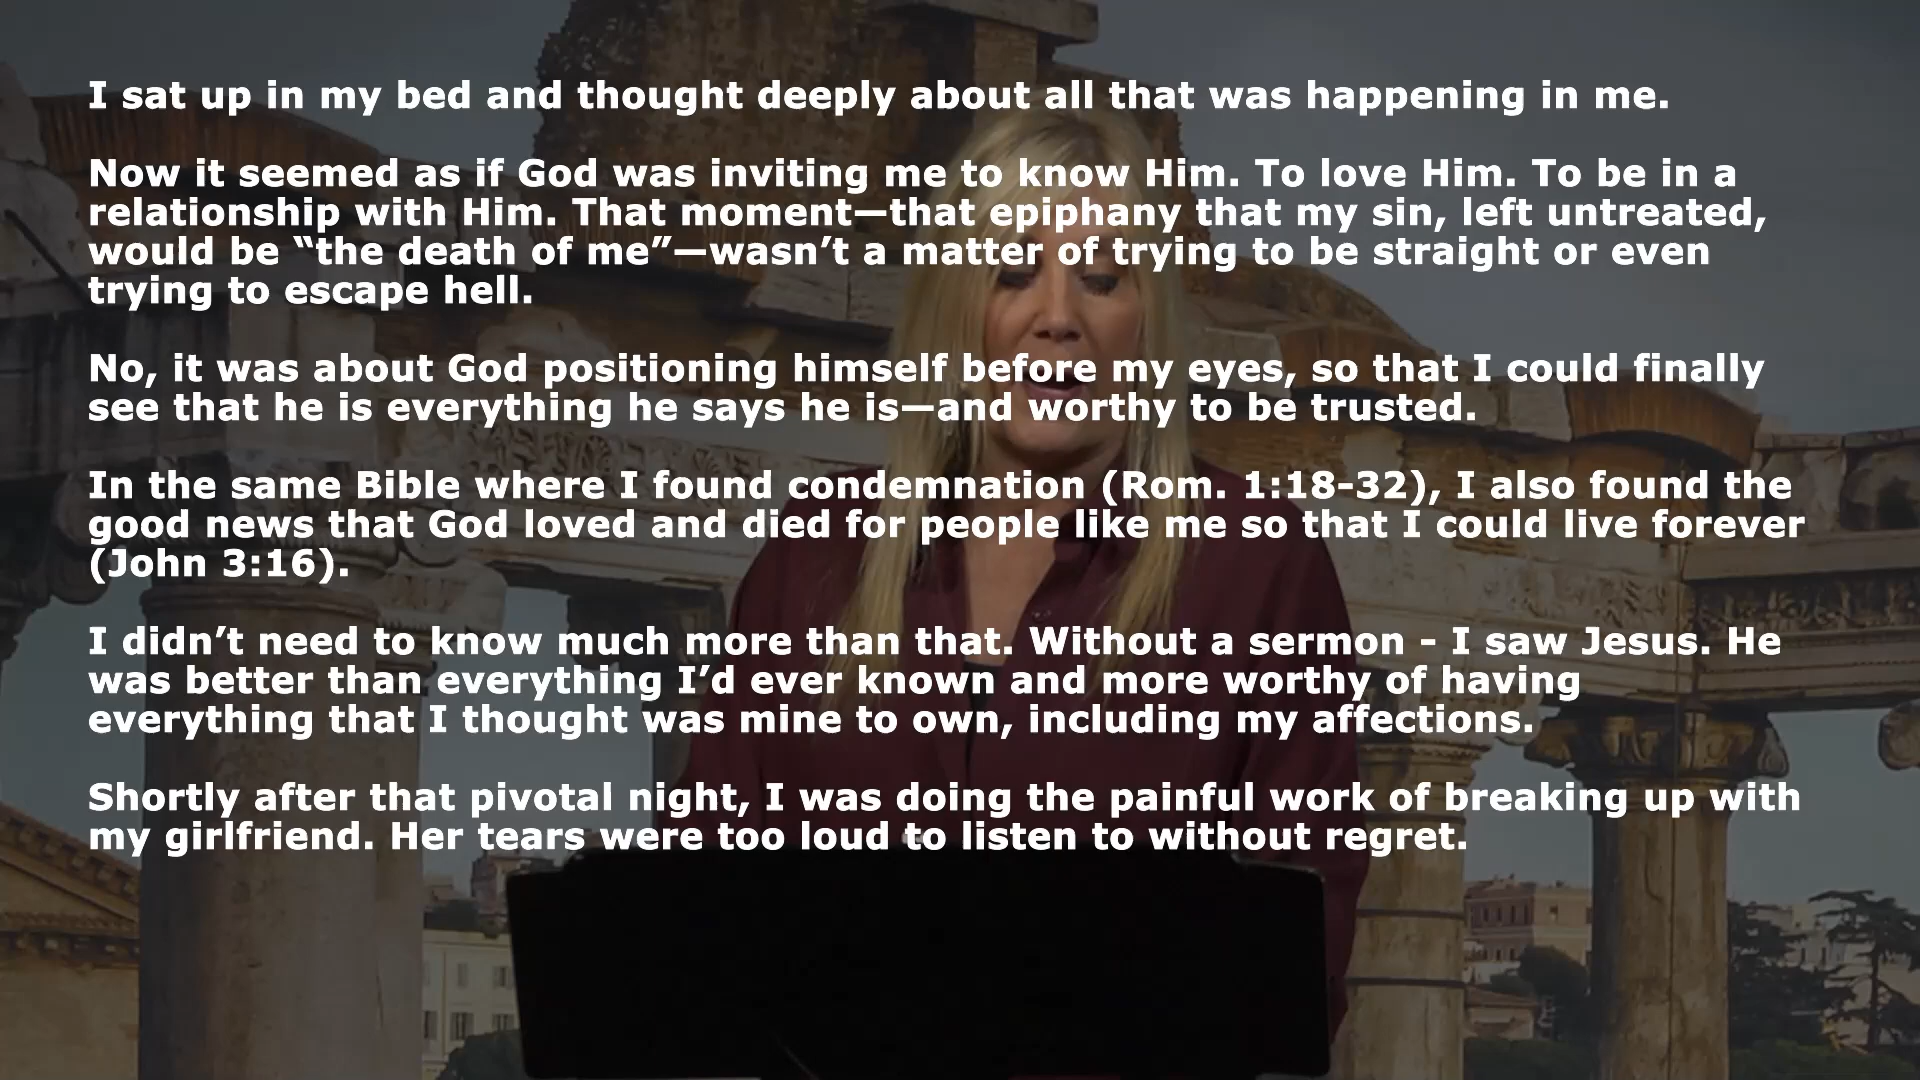 I sat up in my bed and thought deeply about all that was happening in me.
Now it seemed as if God was inviting me to know Him. To love Him. To be in a
relationship with Him. That moment—that epiphany that my sin, left untreated,
would be “the death of me”—wasn’t a matter of trying to be straight or even
trying to escape hell.
No, it was about God positioning himself before my eyes, so that I could finally
see that he is everything he says he is—and worthy to be trusted.
In the same Bible where I found condemnation (Rom. 1:18-32), I also found the
good news that God loved and died for people like me so that I could live forever
(John 3:16).
I didn’t need to know much more than that. Without a sermon - I saw Jesus. He
was better than everything I’d ever known and more worthy of having
everything that I thought was mine to own, including my affections.
Shortly after that pivotal night, I was doing the painful work of breaking up with
my girlfriend. Her tears were too loud to listen to without regret.